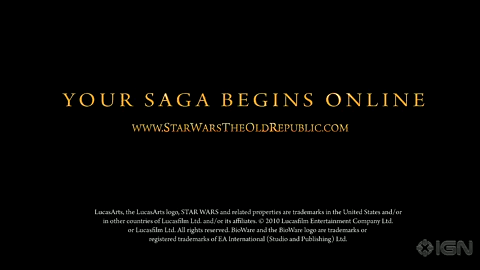 YOUR SAGA BEGINS ONLINE
WWW.STARWARSTHEOLDREPUBLIC.COM
LucasArts, the LucasArts logo, STAR WARS and related properties are trademarks in the United States and/or
in other countries of Lucasfilm Ltd. and/or its affiliates. © 2010 Lucasfilm Entertainment Company Ltd.
or Lucasfilm Ltd. All rights reserved. BioWare and the BioWare logo are trademarks or
registered trademarks of EA International (Studio and Publishing) Ltd.
IGN